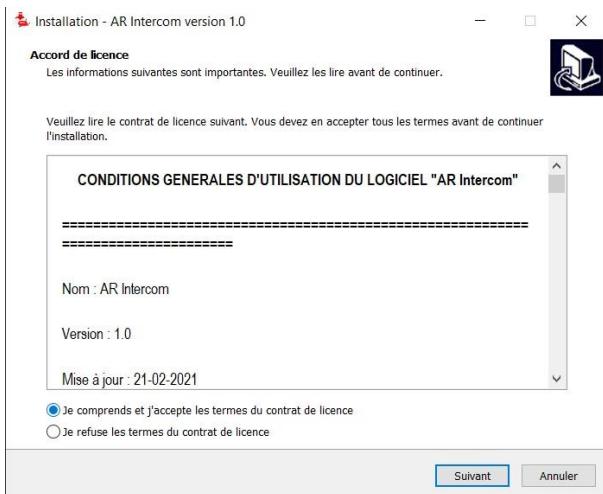 Installation - AR Intercom version 1.0
Accord de licence
Les informations suivantes sont importantes. Veuillez les lire avant de continuer.
Veuillez lire le contrat de licence suivant. Vous devez en accepter tous les termes avant de continuer
l'installation.
CONDITIONS GENERALES D'UTILISATION DU LOGICIEL "AR Intercom"
============================================================
======================
Nom : AR Intercom
Version : 1.0
Mise à jour : 21-02-2021
Je comprends et j'accepte les termes du contrat de licence
Je refuse les termes du contrat de licence
Suivant
Annuler